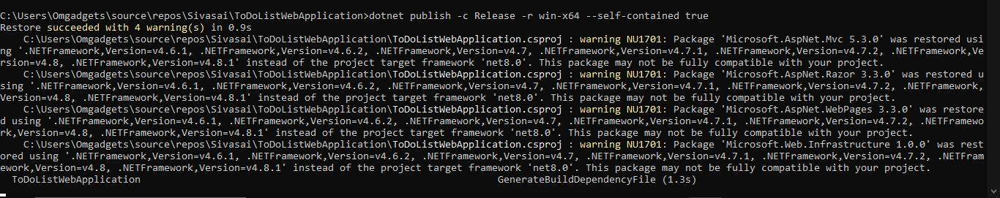 C:\Users\Omgadgets\source\repos\Sivasai\ToDoListWebApplication>dotnet publish -c Release -r win-x64 --self-contained true
Restore succeeded with 4 warning(s) in 0.9s
C:\Users\Omgadgets\source\repos\Sivasai\ToDoListWebApplication\ToDoListWebApplication.csproj : warning NU1701: Package 'Microsoft.AspNet.Mvc 5.3.0' was restored usi
ng '.NETFramework,Version=v4.6.1, .NETFramework,Version=v4.6.2, .NETFramework,Version=v4.7, .NETFramework,Version=v4.7.1, .NETFramework,Version=v4.7.2, .NETFramework,Ve
rsion=v4.8, .NETFramework,Version=v4.8.1' instead of the project target framework 'net8.0'. This package may not be fully compatible with your project.
C:\Users\Omgadgets\source\repos\Sivasai\ToDoListWebApplication\ToDoListWebApplication.csproj : warning NU1701: Package 'Microsoft.AspNet.Razor 3.3.0' was restored u
sing '.NETFramework,Version=v4.6.1, .NETFramework,Version=v4.6.2, .NETFramework,Version=v4.7, .NETFramework,Version=v4.7.1, .NETFramework,Version=v4.7.2, .NETFramework,
Version=v4.8, .NETFramework,Version=v4.8.1' instead of the project target framework 'net8.0'. This package may not be fully compatible with your project.
C:\Users\Omgadgets\source\repos\Sivasai\ToDoListWebApplication\ToDoListWebApplication.csproj : warning NU1701: Package 'Microsoft.AspNet.WebPages 3.3.0' was restore
d using '.NETFramework,Version=v4.6.1, .NETFramework,Version=v4.6.2, .NETFramework,Version=v4.7, .NETFramework,Version=v4.7.1, .NETFramework,Version=v4.7.2, .NETFramewo
rk,Version=v4.8, .NETFramework,Version=v4.8.1' instead of the project target framework 'net8.0'. This package may not be fully compatible with your project.
C:\Users\Omgadgets\source\repos\Sivasai\ToDoListWebApplication\ToDoListWebApplication.csproj : warning NU1701: Package 'Microsoft.Web.Infrastructure 1.0.0' was rest
ored using '.NETFramework,Version=v4.6.1, .NETFramework,Version=v4.6.2, .NETFramework,Version=v4.7, .NETFramework,Version=v4.7.1, .NETFramework,Version=v4.7.2, .NETFram
ework,Version=v4.8, .NETFramework,Version=v4.8.1' instead of the project target framework 'net8.0'. This package may not be fully compatible with your project.
ToDoListWebApplication GenerateBuildDependencyFile (1.3s)